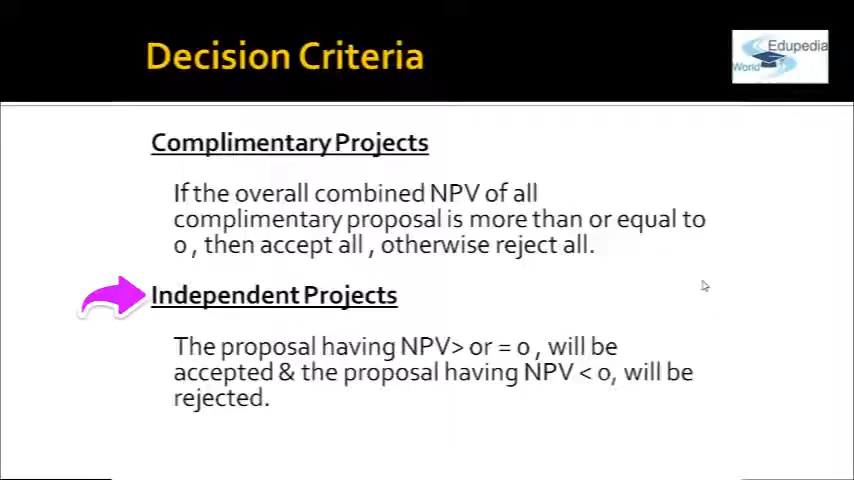 Decision Criteria
Edupedia
World
Complimentary Projects
If the overall combined NPV of all
complimentary proposal is more than or equal to
0 , then accept all , otherwise reject all.
Independent Projects
The proposal having NPV> or = 0 , will be
accepted & the proposal having NPV < 0, will be
rejected.